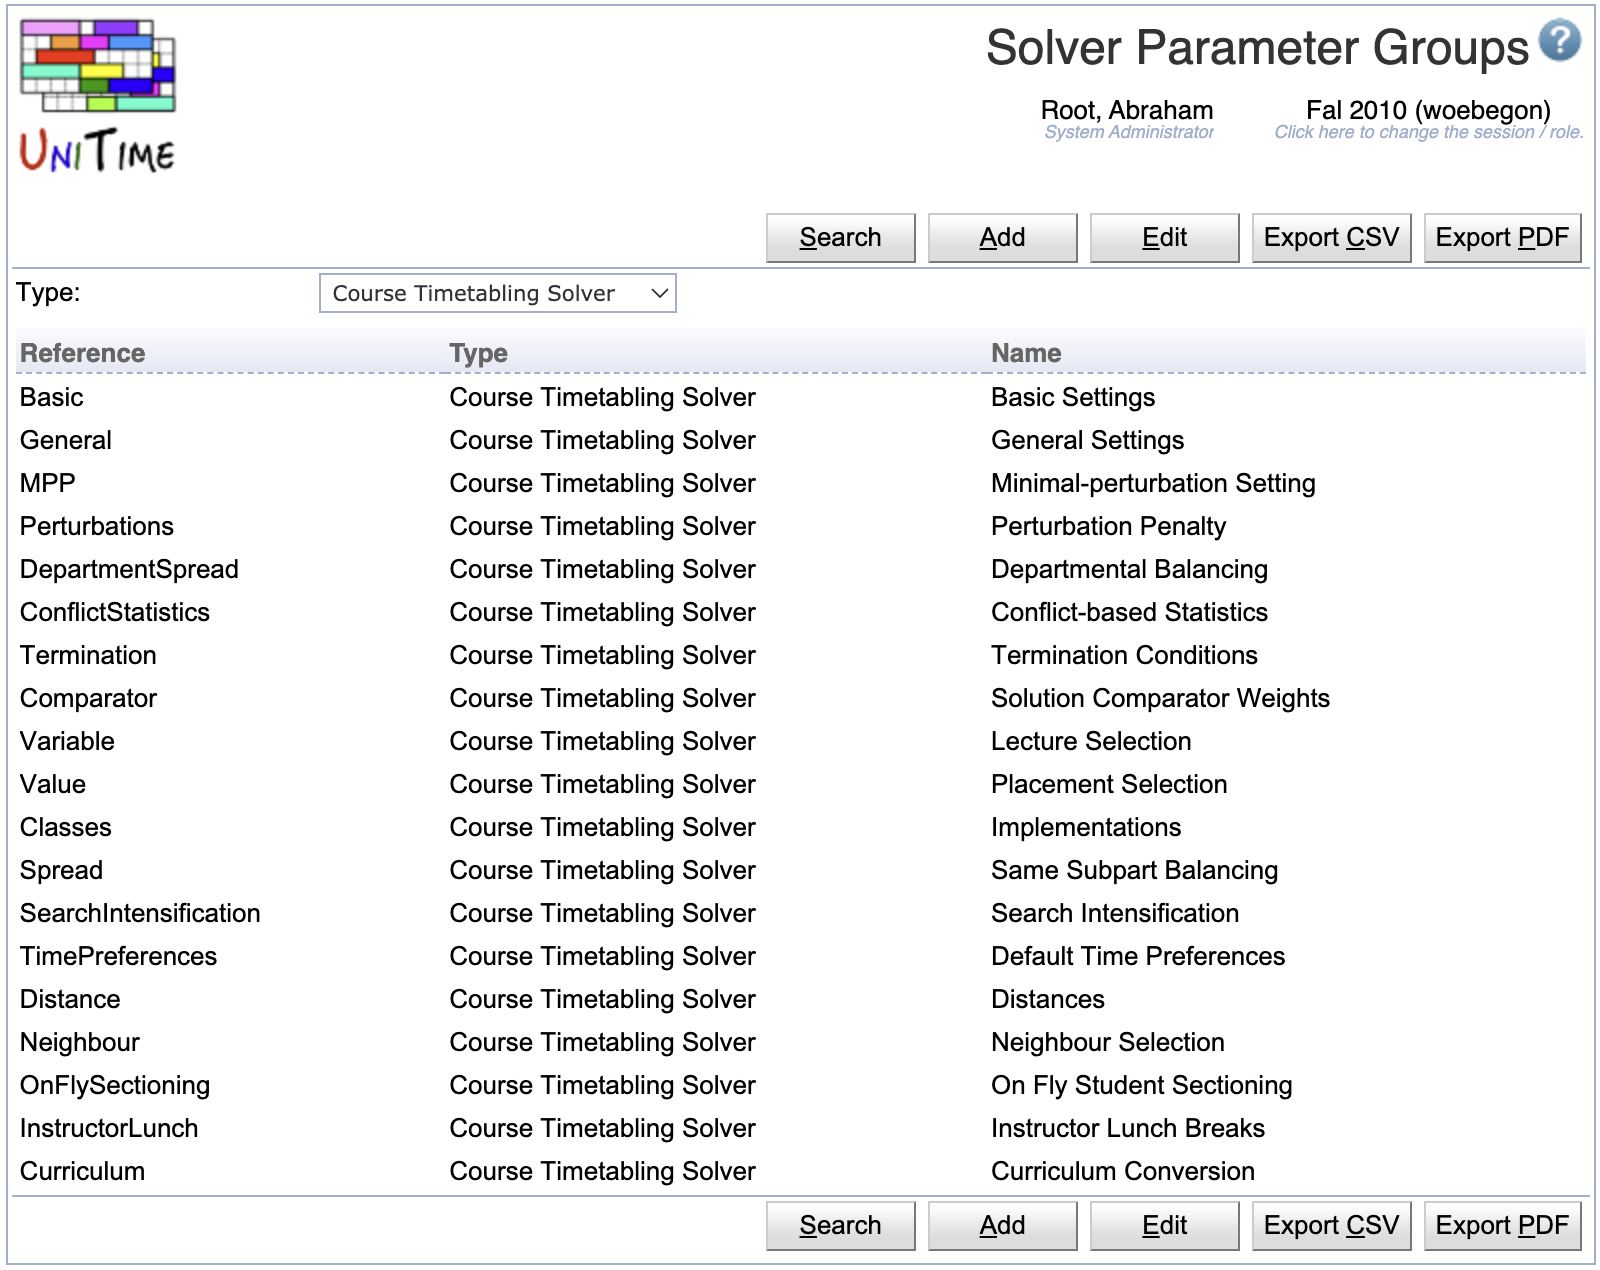 Solver Parameter Groups ?
UNITIME
Root, Abraham Fal 2010 (woebegon)
System Administrator Click here to change the session / role.
Search Add Edit Export CSV Export PDF
Type: Course Timetabling Solver
Reference Type Name
Basic Course Timetabling Solver Basic Settings
General Course Timetabling Solver General Settings
MPP Course Timetabling Solver Minimal-perturbation Setting
Perturbations Course Timetabling Solver Perturbation Penalty
DepartmentSpread Course Timetabling Solver Departmental Balancing
ConflictStatistics Course Timetabling Solver Conflict-based Statistics
Termination Course Timetabling Solver Termination Conditions
Comparator Course Timetabling Solver Solution Comparator Weights
Variable Course Timetabling Solver Lecture Selection
Value Course Timetabling Solver Placement Selection
Classes Course Timetabling Solver Implementations
Spread Course Timetabling Solver Same Subpart Balancing
SearchIntensification Course Timetabling Solver Search Intensification
TimePreferences Course Timetabling Solver Default Time Preferences
Distance Course Timetabling Solver Distances
Neighbour Course Timetabling Solver Neighbour Selection
OnFlySectioning Course Timetabling Solver On Fly Student Sectioning
InstructorLunch Course Timetabling Solver Instructor Lunch Breaks
Curriculum Course Timetabling Solver Curriculum Conversion
Search Add Edit Export CSV Export PDF